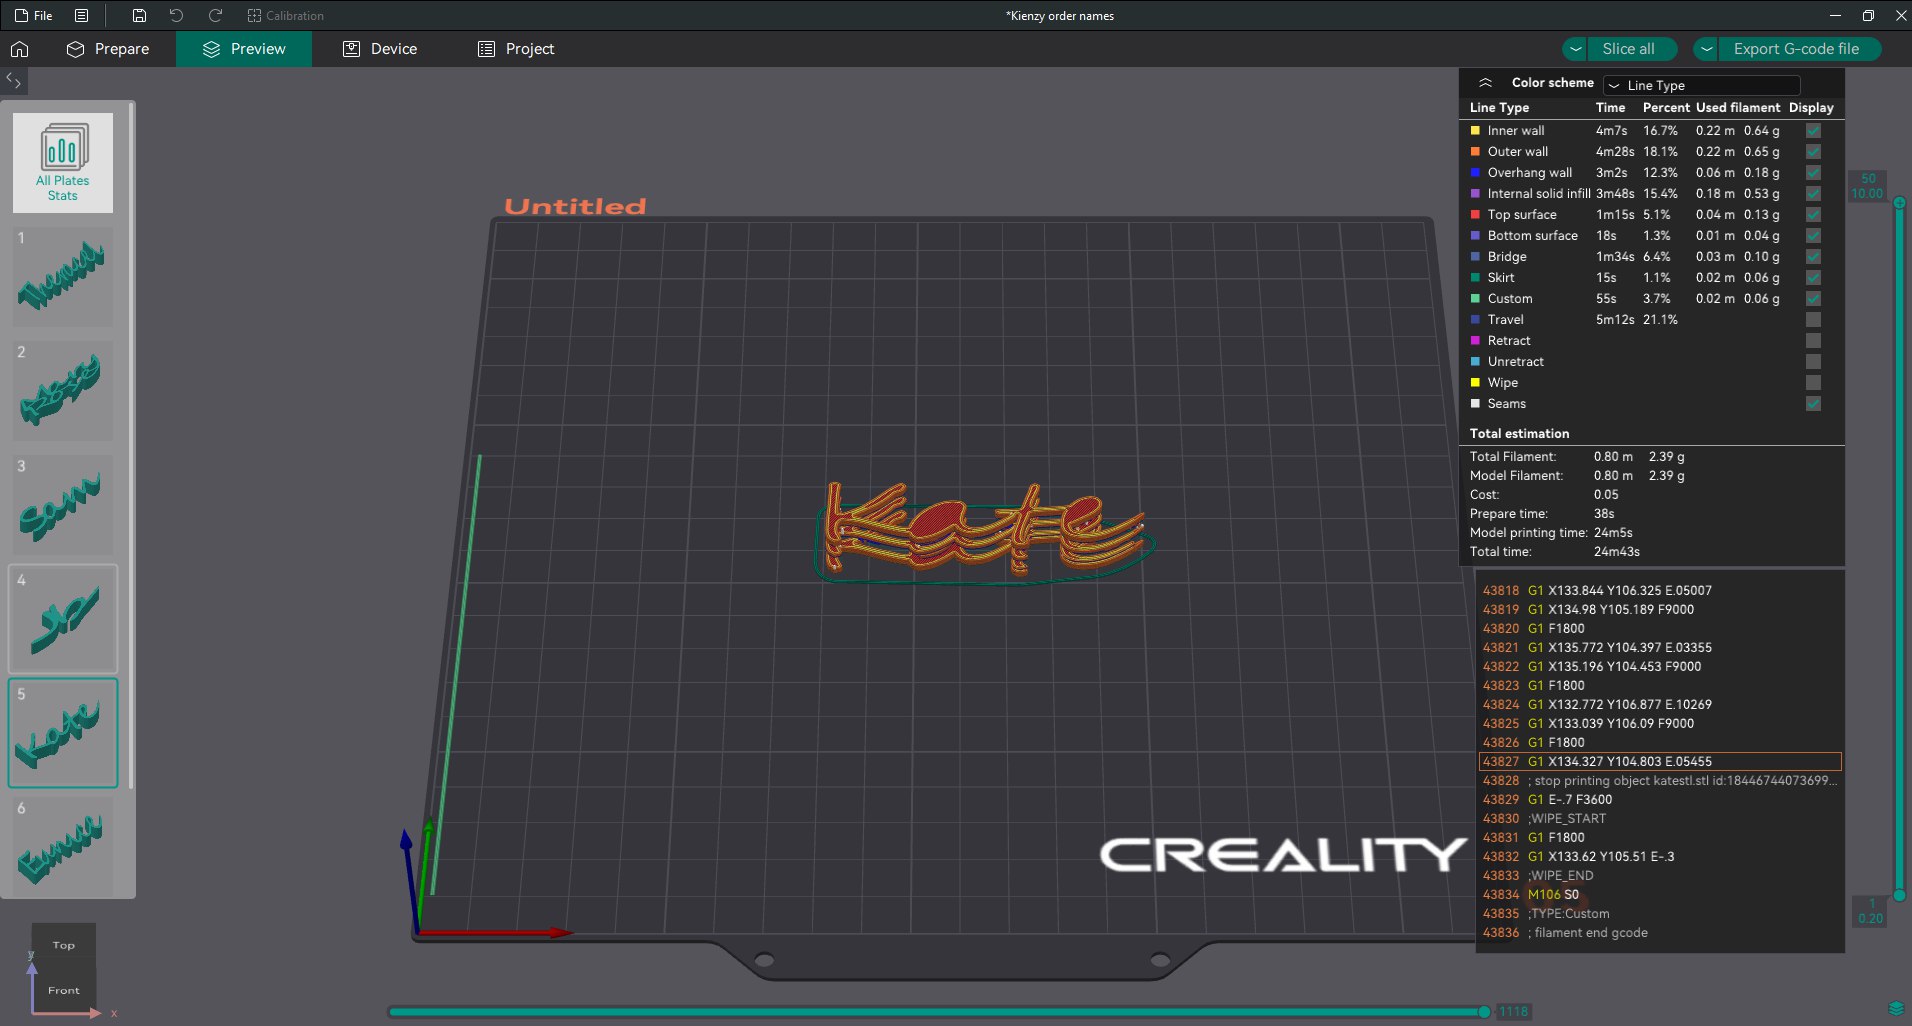 File
Calibration
*Kienzy order names
Prepare
Preview
Device
Project
Slice all
Export G-code file
All Plates
Stats
1
2
3
Sam
4
5
Kate
6
Untitled
Kate
CREALITY
Color scheme
Line Type
Line Type Time Percent Used filament Display
Inner wall 4m7s 16.7% 0.22 m 0.64 g
Outer wall 4m28s 18.1% 0.22 m 0.65 g
Overhang wall 3m2s 12.3% 0.06 m 0.18 g
Internal solid infill 3m48s 15.4% 0.18 m 0.53 g
Top surface 1m15s 5.1% 0.04 m 0.13 g
Bottom surface 18s 1.3% 0.01 m 0.04 g
Bridge 1m34s 6.4% 0.03 m 0.10 g
Skirt 15s 1.1% 0.02 m 0.06 g
Custom 55s 3.7% 0.02 m 0.06 g
Travel 5m12s 21.1%
Retract
Unretract
Wipe
Seams
Total estimation
Total Filament: 0.80 m 2.39 g
Model Filament: 0.80 m 2.39 g
Cost: 0.05
Prepare time: 38s
Model printing time: 24m5s
Total time: 24m43s
43818 G1 X133.844 Y106.325 E.05007
43819 G1 X134.98 Y105.189 F9000
43820 G1 F1800
43821 G1 X135.772 Y104.397 E.03355
43822 G1 X135.196 Y104.453 F9000
43823 G1 F1800
43824 G1 X132.772 Y106.877 E.10269
43825 G1 X133.039 Y106.09 F9000
43826 G1 F1800
43827 G1 X134.327 Y104.803 E.05455
43828 ; stop printing object katestl.stl id:18446744073699...
43829 G1 E-.7 F3600
43830 ;WIPE_START
43831 G1 F1800
43832 G1 X133.62 Y105.51 E-.3
43833 ;WIPE_END
43834 M106 S0
43835 ;TYPE:Custom
43836 ; filament end gcode
50
10.00
1
0.20
1118
Top
Front
y
x